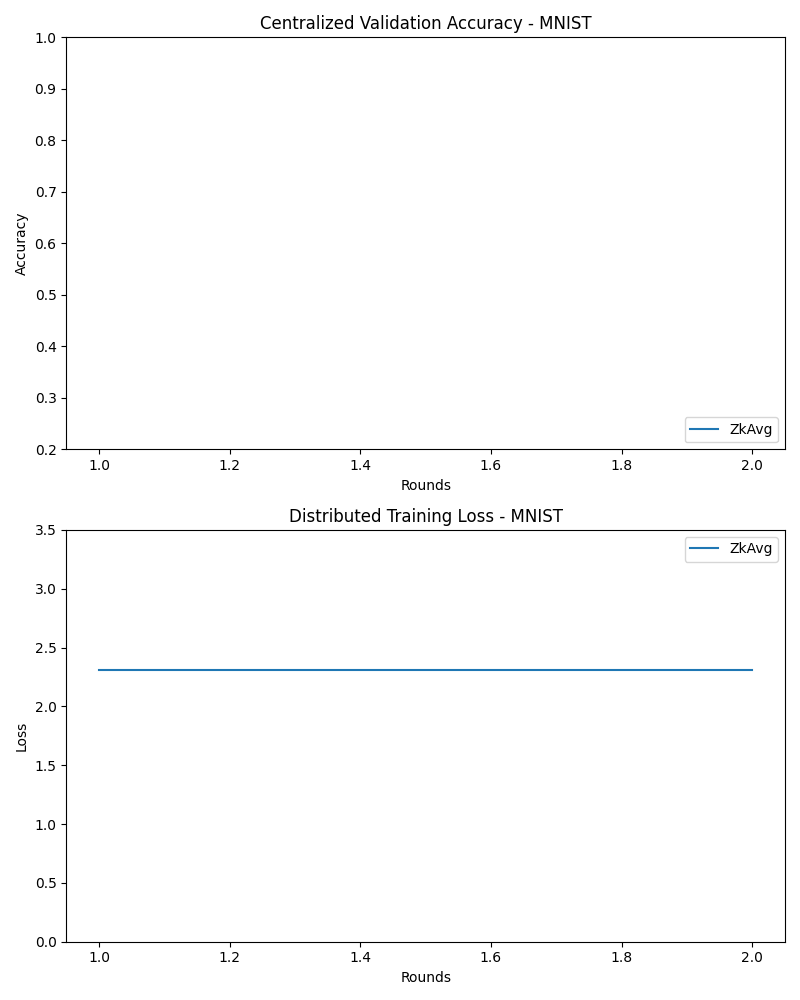 Centralized Validation Accuracy - MNIST
1.0
0.9
0.8
0.7
0.6
0.5
0.4
0.3
0.2
Accuracy
ZkAvg
1.0 1.2 1.4 1.6 1.8 2.0
Rounds
Distributed Training Loss - MNIST
3.5
3.0
2.5
2.0
1.5
1.0
0.5
0.0
Loss
ZkAvg
1.0 1.2 1.4 1.6 1.8 2.0
Rounds